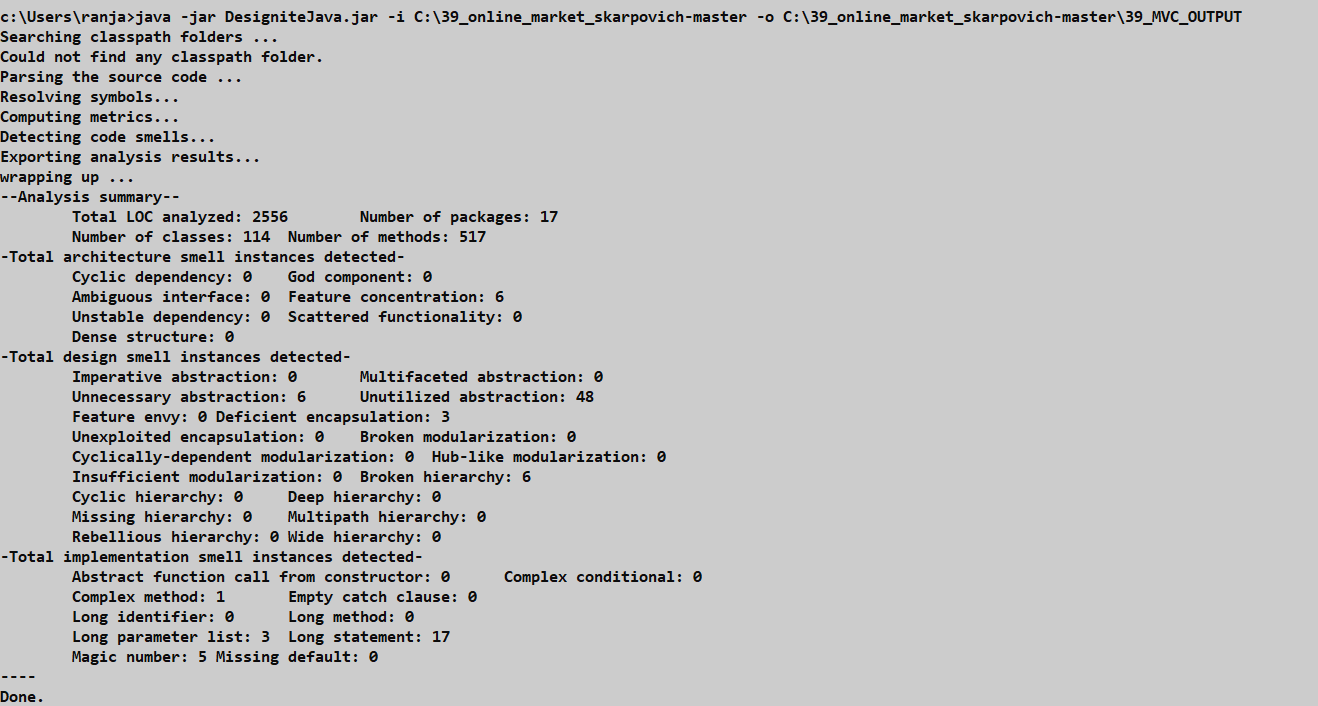 c:\Users\ranja>java -jar DesigniteJava.jar -i C:\39_online_market_skarpovich-master -o C:\39_online_market_skarpovich-master\39_MVC_OUTPUT
Searching classpath folders ...
Could not find any classpath folder.
Parsing the source code ...
Resolving symbols...
Computing metrics...
Detecting code smells...
Exporting analysis results...
wrapping up ...
--Analysis summary--
        Total LOC analyzed: 2556        Number of packages: 17
        Number of classes: 114  Number of methods: 517
-Total architecture smell instances detected-
        Cyclic dependency: 0    God component: 0
        Ambiguous interface: 0  Feature concentration: 6
        Unstable dependency: 0  Scattered functionality: 0
        Dense structure: 0
-Total design smell instances detected-
        Imperative abstraction: 0       Multifaceted abstraction: 0
        Unnecessary abstraction: 6      Unutilized abstraction: 48
        Feature envy: 0 Deficient encapsulation: 3
        Unexploited encapsulation: 0    Broken modularization: 0
        Cyclically-dependent modularization: 0  Hub-like modularization: 0
        Insufficient modularization: 0  Broken hierarchy: 6
        Cyclic hierarchy: 0     Deep hierarchy: 0
        Missing hierarchy: 0    Multipath hierarchy: 0
        Rebellious hierarchy: 0 Wide hierarchy: 0
-Total implementation smell instances detected-
        Abstract function call from constructor: 0      Complex conditional: 0
        Complex method: 1       Empty catch clause: 0
        Long identifier: 0      Long method: 0
        Long parameter list: 3  Long statement: 17
        Magic number: 5 Missing default: 0
----
Done.